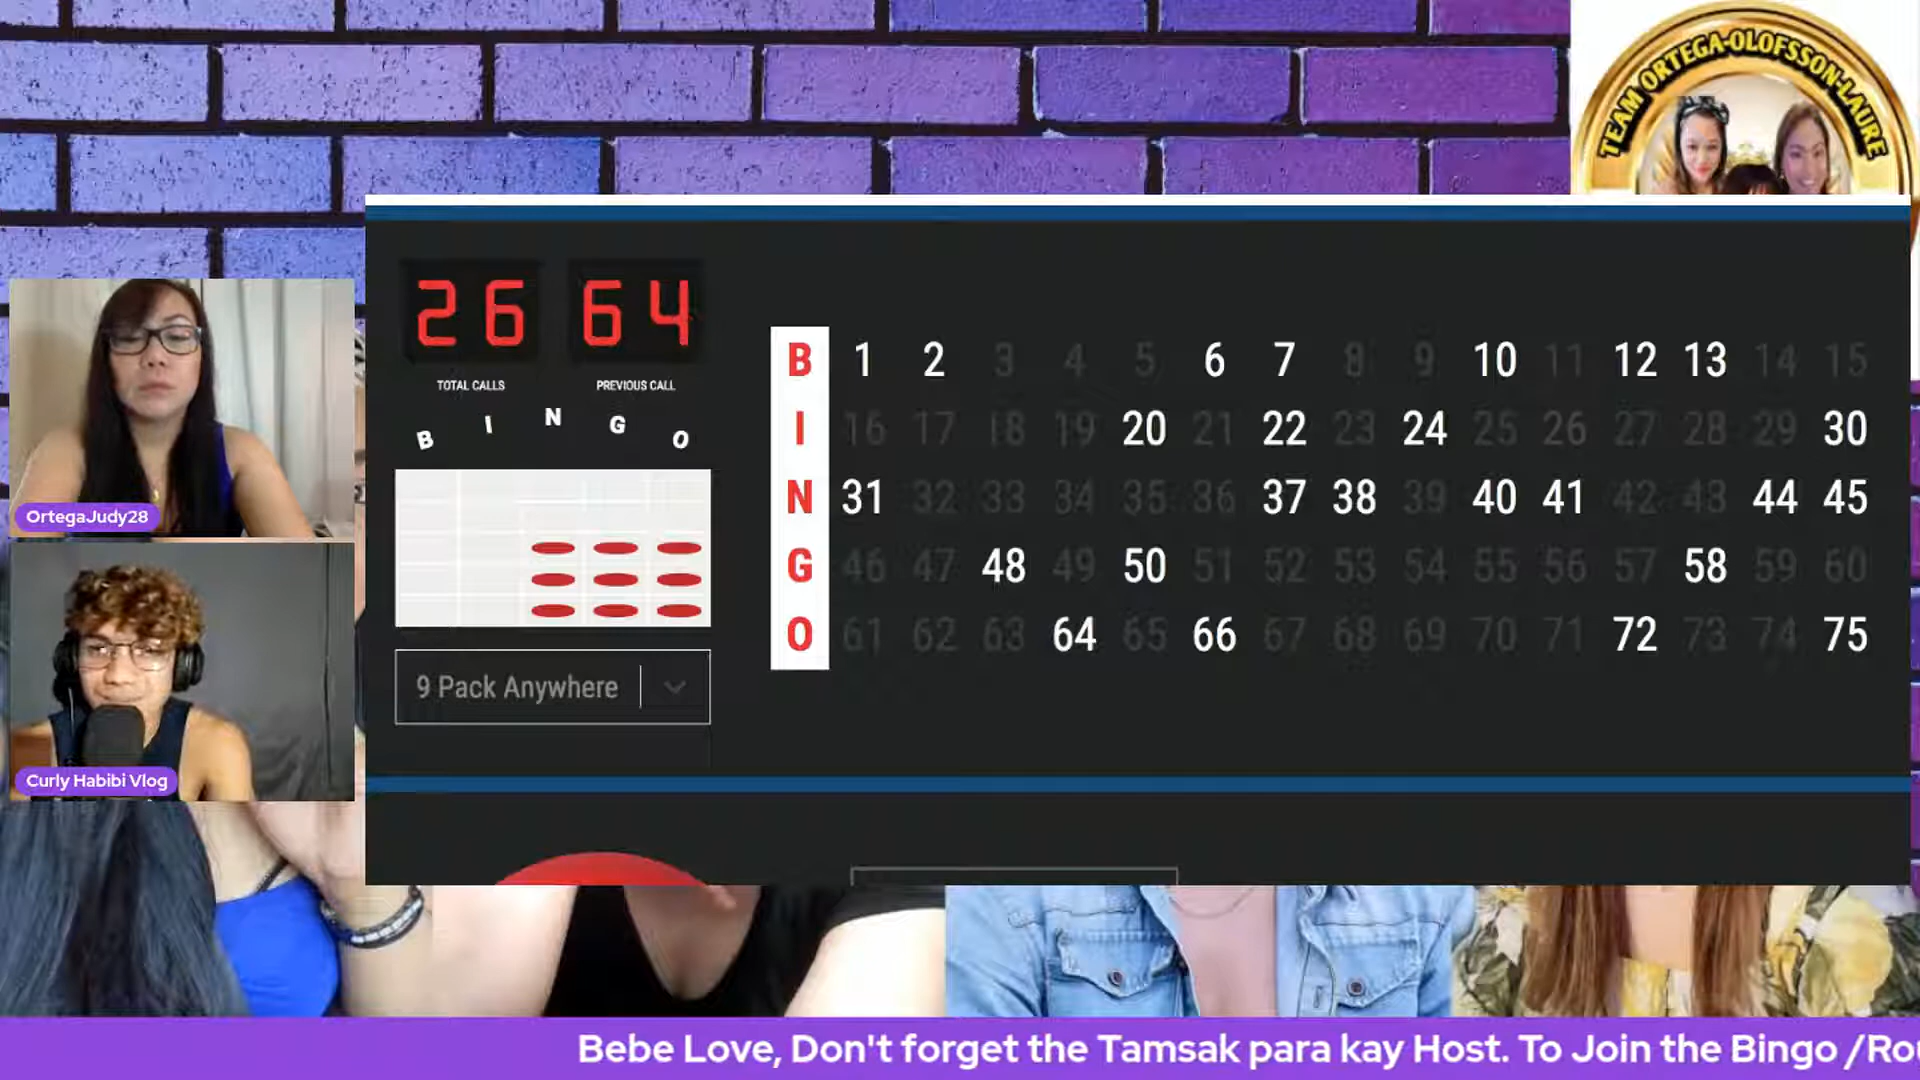 TEAM ORTEGA-OLOFSSON-LAURE
26 64
TOTAL CALLS PREVIOUS CALL
B I N G O
9 Pack Anywhere
B 1 2 3 4 5 6 7 8 9 10 11 12 13 14 15
I 16 17 18 19 20 21 22 23 24 25 26 27 28 29 30
N 31 32 33 34 35 36 37 38 39 40 41 42 43 44 45
G 46 47 48 49 50 51 52 53 54 55 56 57 58 59 60
O 61 62 63 64 65 66 67 68 69 70 71 72 73 74 75
OrtegaJudy28
Curly Habibi Vlog
Bebe Love, Don't forget the Tamsak para kay Host. To Join the Bingo /Ro